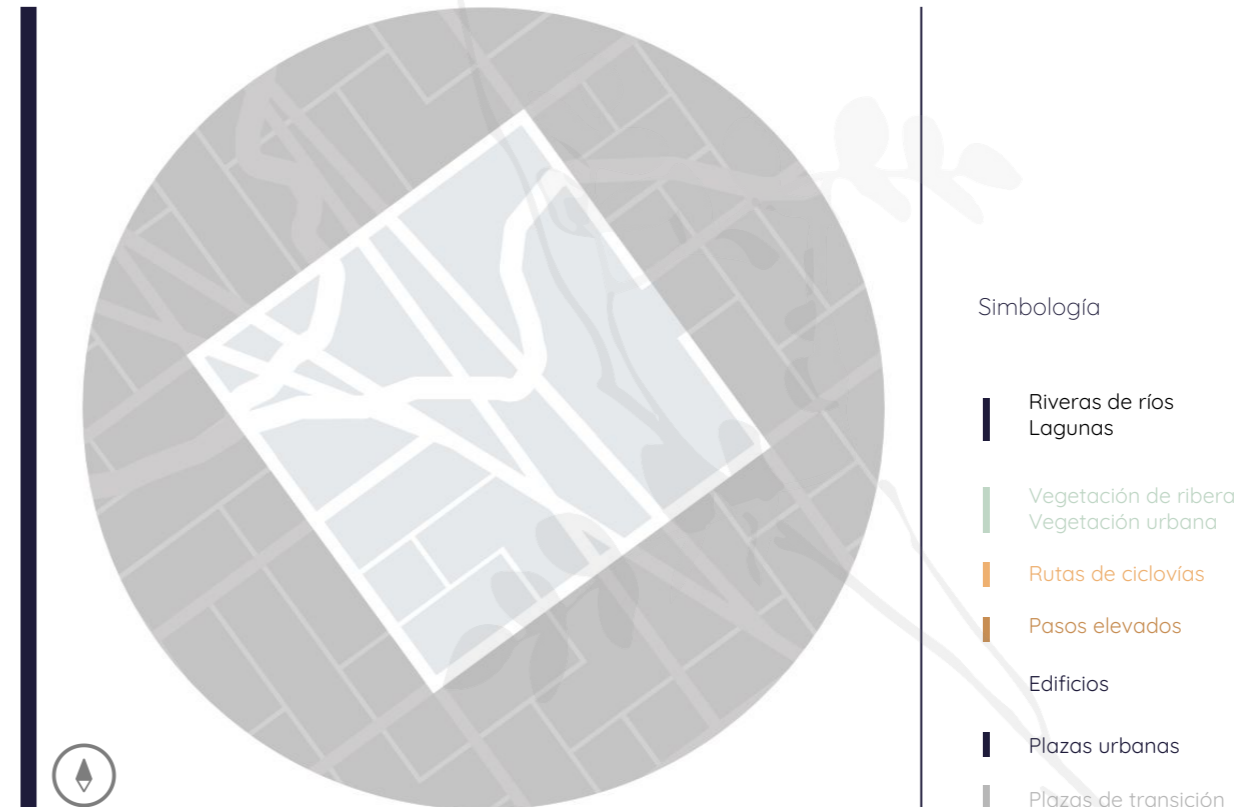 Simbología
Riveras de ríos
Lagunas
Vegetación de ribera
Vegetación urbana
Rutas de ciclovías
Pasos elevados
Edificios
Plazas urbanas
Plazas de transición